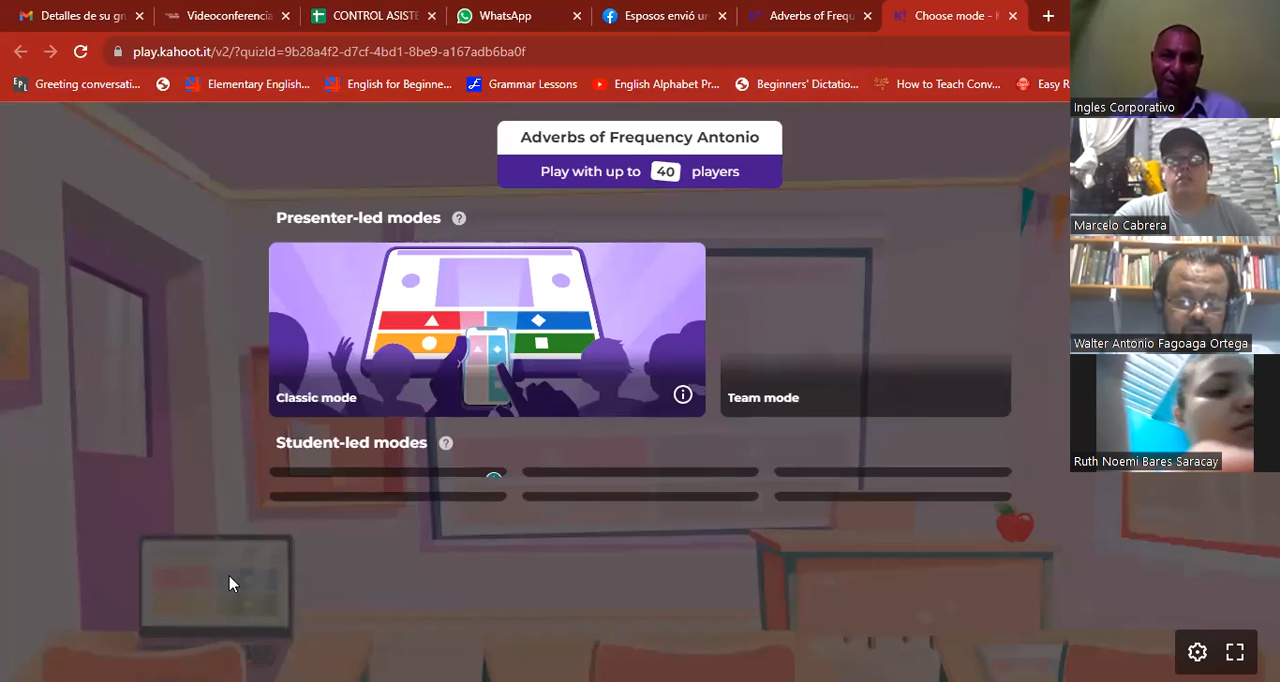 Detalles de su gr
Videoconferencia
CONTROL ASIST
WhatsApp
Esposos envió un
Adverbs of Frequ
Choose mode - K
play.kahoot.it/v2/?quizId=9b28a4f2-d7cf-4bd1-8be9-a167adb6ba0f
Greeting conversati...
Elementary English...
English for Beginne...
Grammar Lessons
English Alphabet Pr...
Beginners' Dictatio...
How to Teach Conv...
Easy R
Adverbs of Frequency Antonio
Play with up to 40 players
Presenter-led modes
Classic mode
Team mode
Student-led modes
Ingles Corporativo
Marcelo Cabrera
Walter Antonio Fagoaga Ortega
Ruth Noemi Bares Saracay